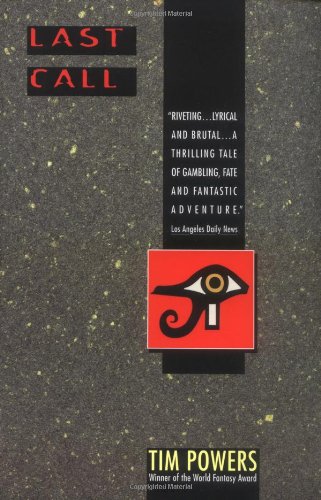 LAST
CALL
"RIVETING...LYRICAL
AND BRUTAL...A
THRILLING TALE
OF GAMBLING, FATE
AND FANTASTIC
ADVENTURE."
Los Angeles Daily News
TIM POWERS
Winner of the World Fantasy Award